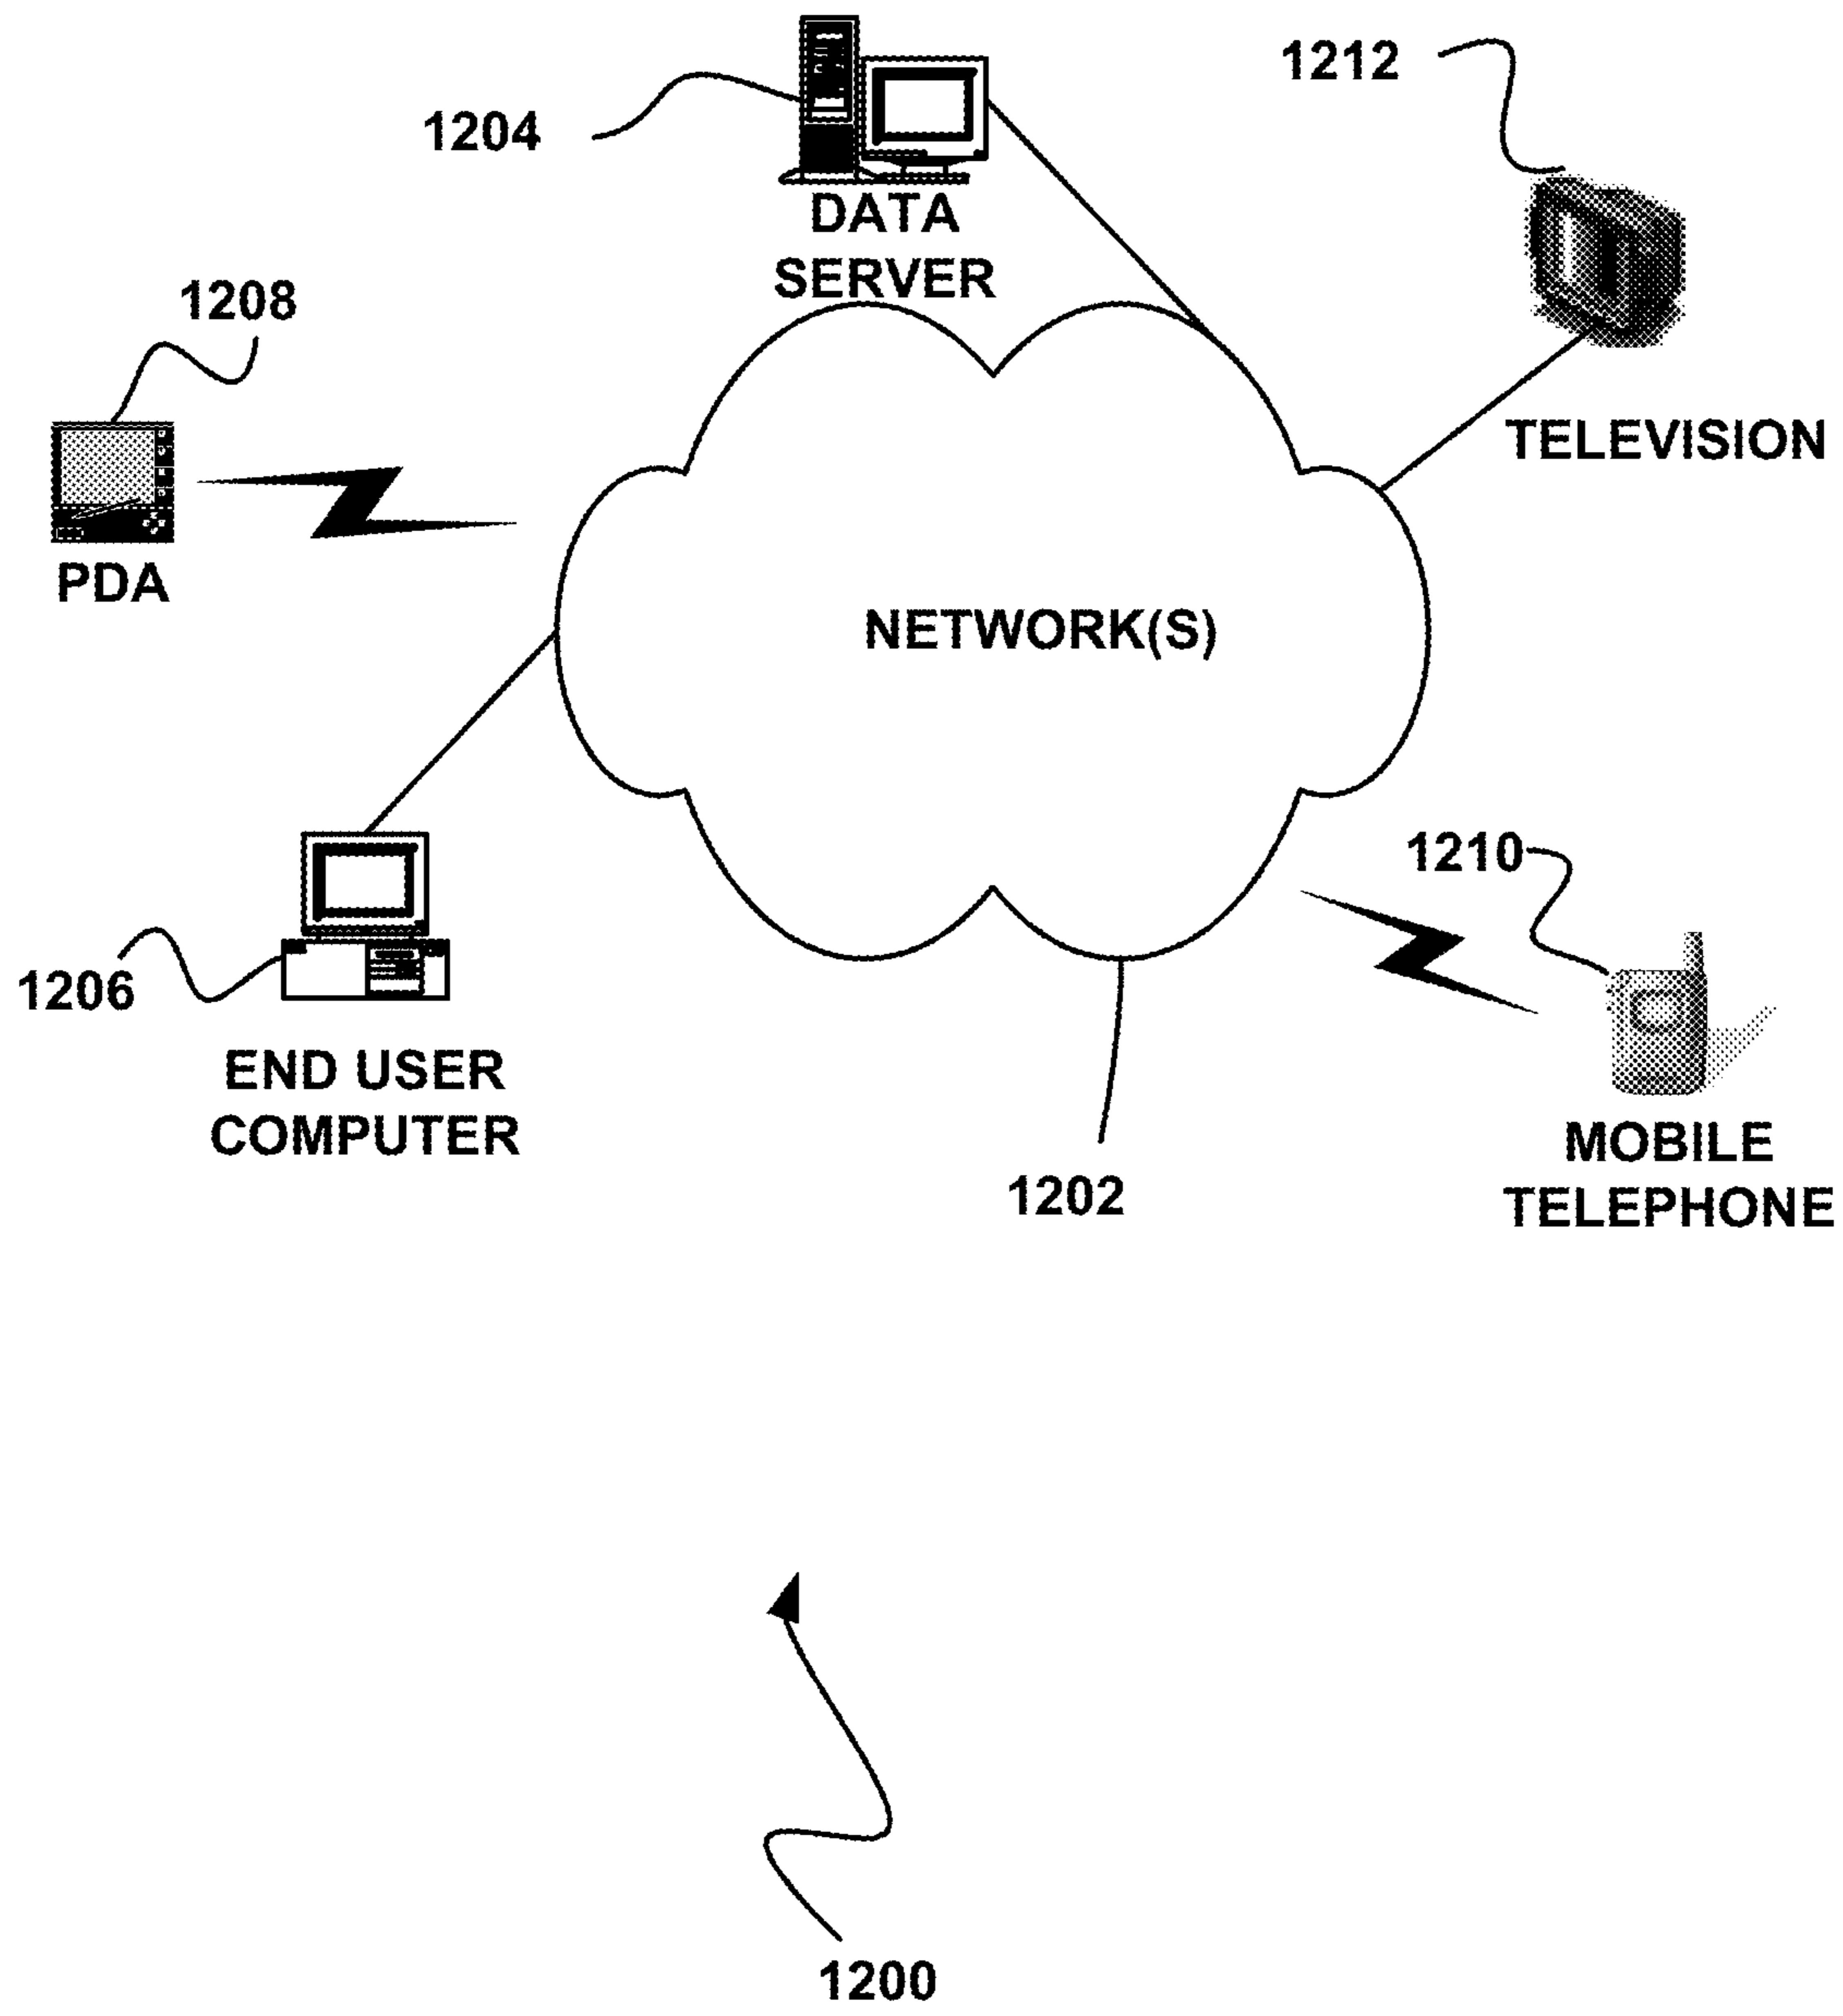 1212
1204
DATA
SERVER
1208
TELEVISION
PDA
NETWORK(S)
1210
1206
END USER
COMPUTER
MOBILE
TELEPHONE
1202
1200